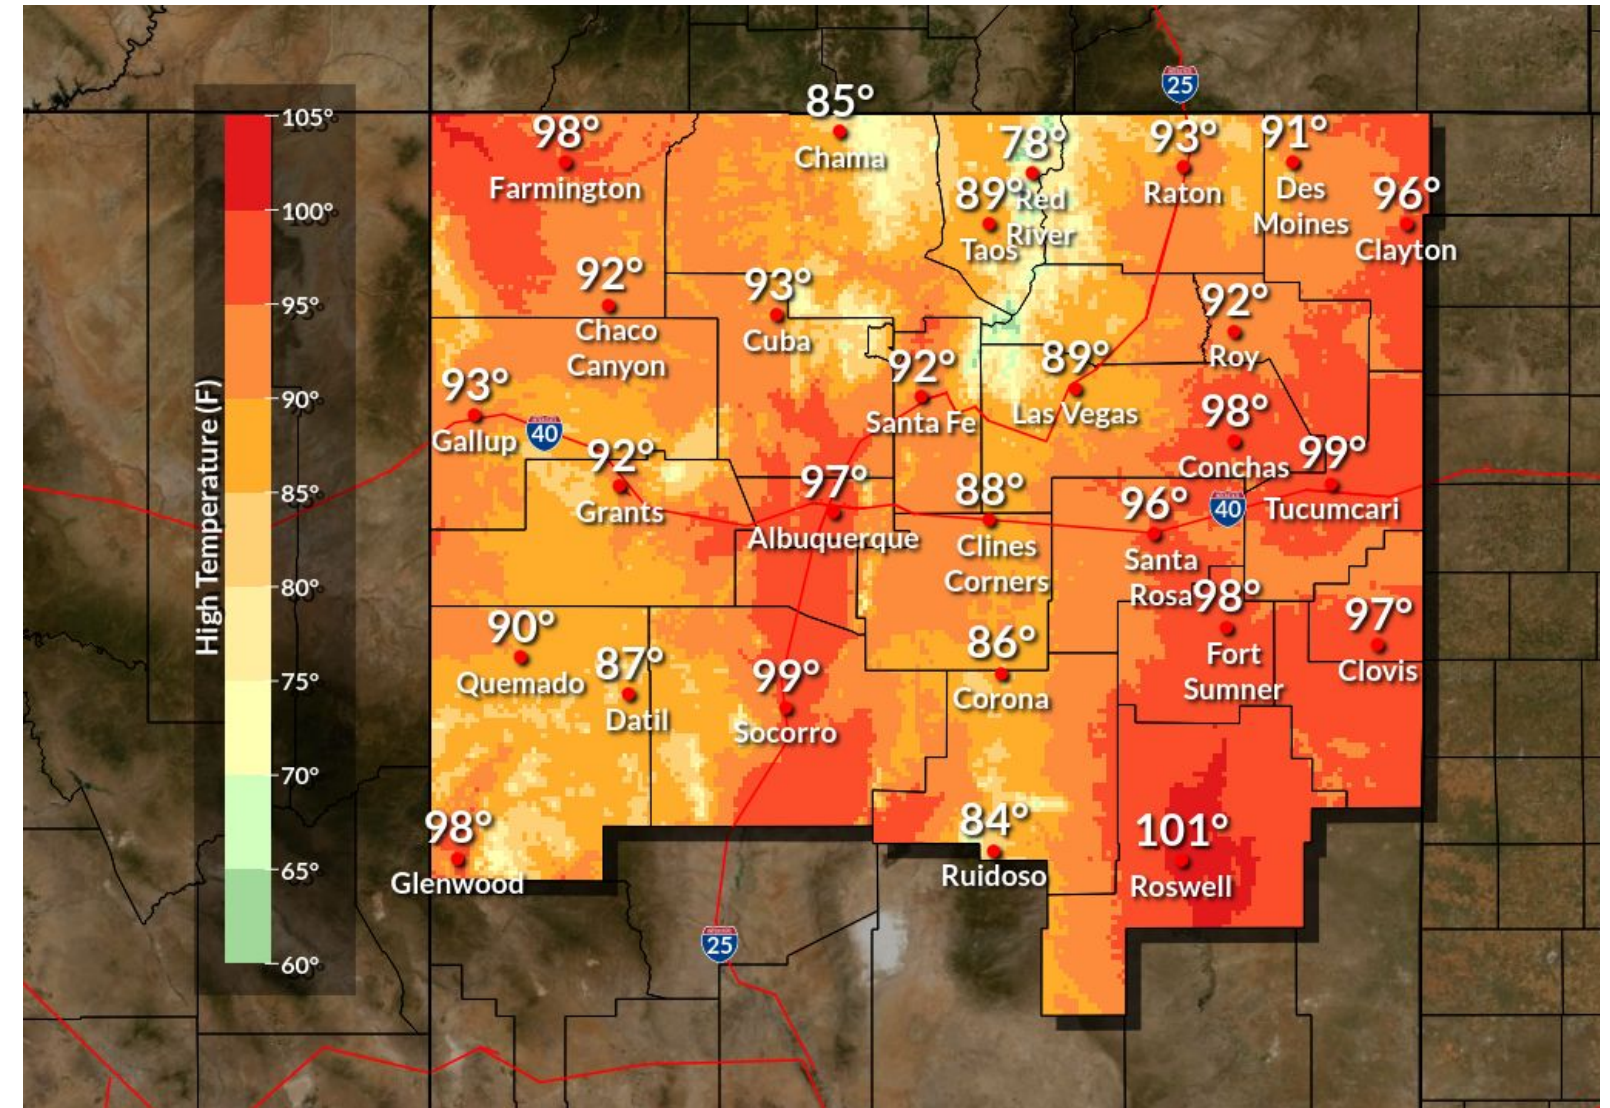 25
85°
Chama
105°
98°
Farmington
78°
Red
River
93°
Raton
91°
Des
Moines
96°
Clayton
89°
Taos
100°
92°
Chaco
Canyon
93°
Cuba
92°
Roy
95°
High Temperature (F)
93°
Gallup
40
92°
Santa Fe
89°
Las Vegas
98°
Conchas
99°
Tucumcari
90°
92°
Grants
97°
Albuquerque
88°
Clines
Corners
96°
Santa
Rosa
40
85°
80°
90°
Quemado
87°
Datil
99°
Socorro
86°
Corona
98°
Fort
Sumner
97°
Clovis
75°
70°
98°
Glenwood
84°
Ruidoso
101°
Roswell
65°
25
60°